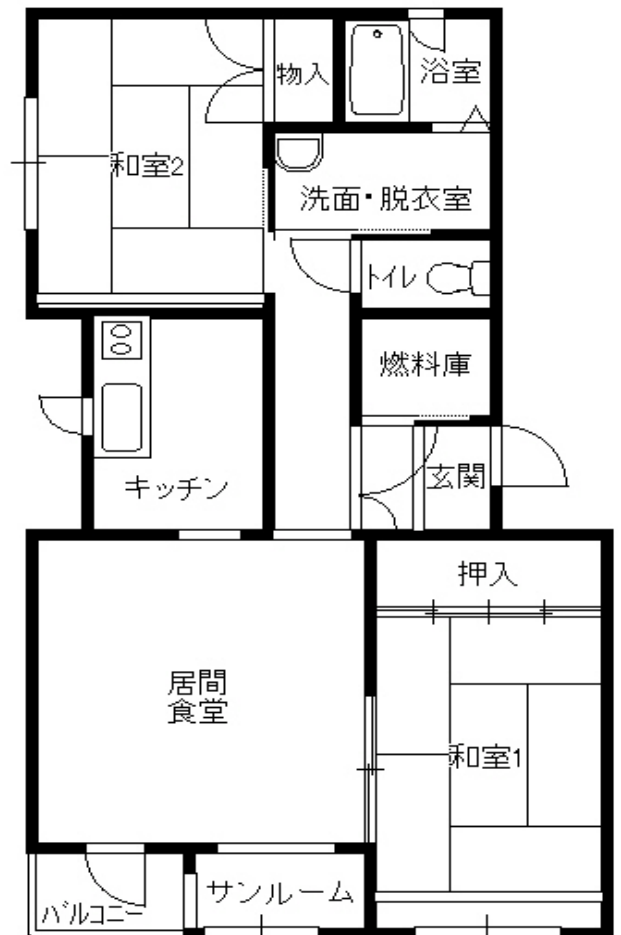 物入
浴室
和室2
洗面・脱衣室
トイレ
燃料庫
キッチン
玄関
押入
居間
食堂
和室1
バルコニー
サンルーム